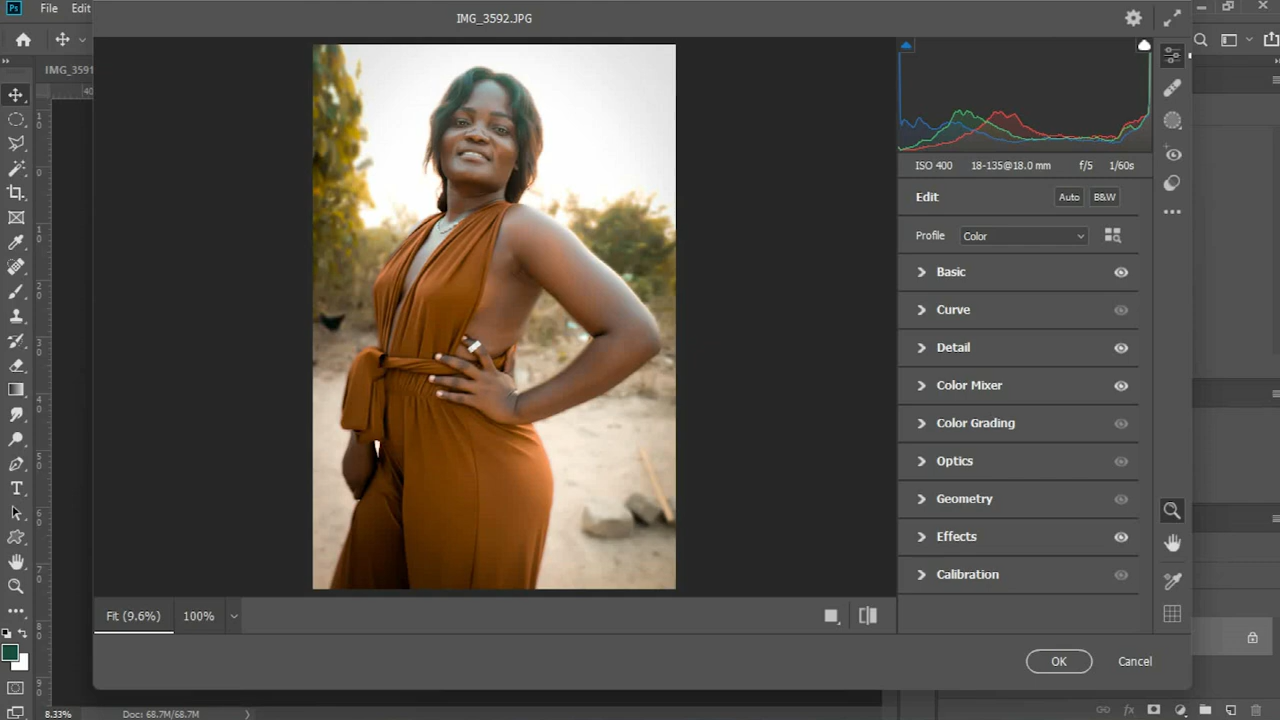 Ps File Edit
IMG_3592.JPG
IMG_3591
ISO 400 18-135@18.0 mm f/5 1/60s
Edit Auto B&W
Profile Color
Basic
Curve
Detail
Color Mixer
Color Grading
Optics
Geometry
Effects
Calibration
Fit (9.6%) 100%
OK Cancel
8.33% Doc: 68.7M/68.7M